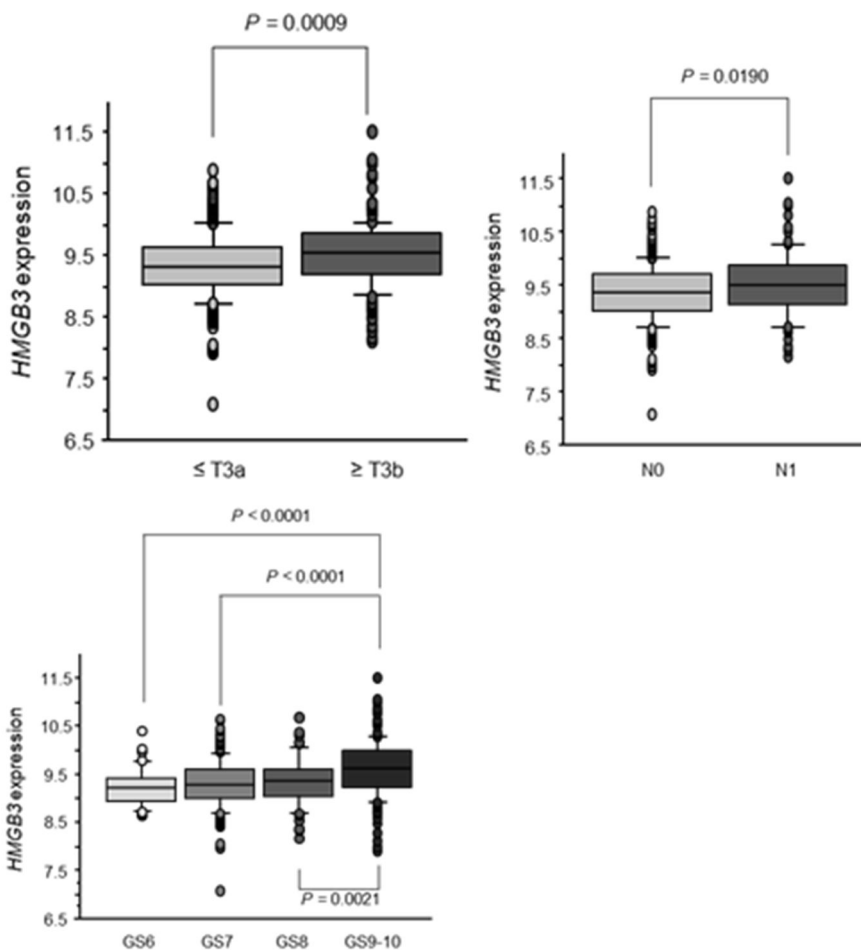 P = 0.0009
HMGB3 expression
11.5
10.5
9.5
8.5
7.5
6.5
≤ T3a
≥ T3b
P = 0.0190
HMGB3 expression
11.5
10.5
9.5
8.5
7.5
6.5
N0
N1
P < 0.0001
P < 0.0001
HMGB3 expression
11.5
10.5
9.5
8.5
7.5
6.5
P = 0.0021
GS6
GS7
GS8
GS9-10